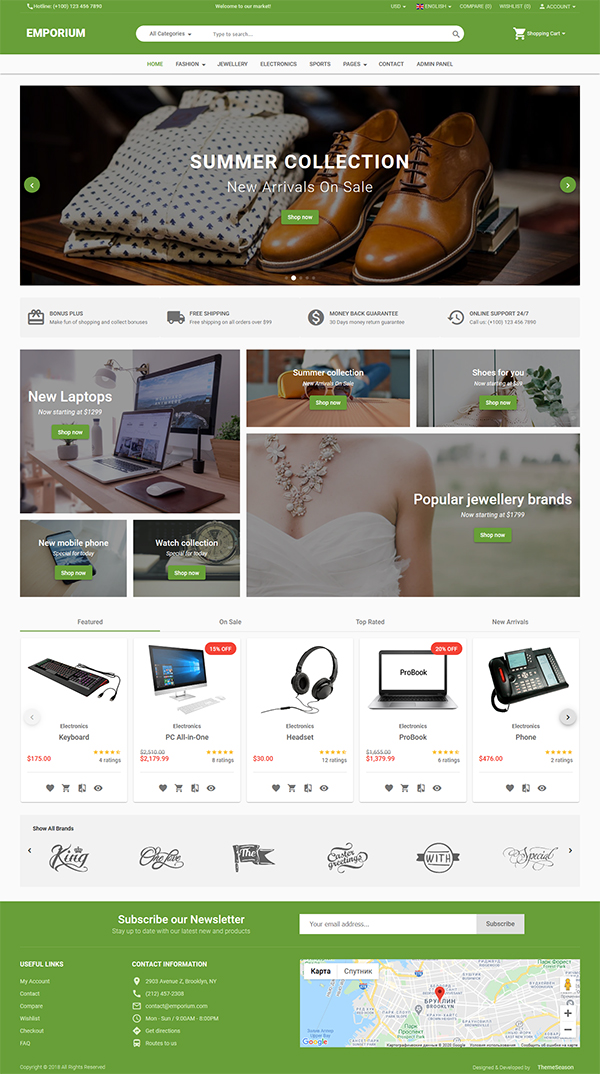 Hotline: (+100) 123 456 7890
Welcome to our market!
USD
ENGLISH
COMPARE (0)
WISHLIST (0)
ACCOUNT
EMPORIUM
All Categories
Type to search...
Shopping Cart
HOME
FASHION
JEWELLERY
ELECTRONICS
SPORTS
PAGES
CONTACT
ADMIN PANEL
SUMMER COLLECTION
New Arrivals On Sale
Shop now
BONUS PLUS
Make fun of shopping and collect bonuses
FREE SHIPPING
Free shipping on all orders over $99
MONEY BACK GUARANTEE
30 Days money return guarantee
ONLINE SUPPORT 24/7
Call us: (+100) 123 456 7890
New Laptops
Now starting at $1299
Shop now
Summer collection
New Arrivals On Sale
Shop now
Shoes for you
Now starting at
Shop now
Popular jewellery brands
Now starting at $1799
Shop now
New mobile phone
Special for today
Shop now
Watch collection
Special for today
Shop now
Featured
On Sale
Top Rated
New Arrivals
Electronics
Keyboard
$175.00
4 ratings
15% OFF
Electronics
PC All-in-One
$2,510.00
$2,179.99
8 ratings
Electronics
Headset
$30.00
12 ratings
20% OFF
ProBook
Electronics
ProBook
$1,655.00
$1,379.99
6 ratings
Electronics
Phone
$476.00
2 ratings
Show All Brands
King
One love
The
Easter greetings
WITH
Special
Subscribe our Newsletter
Stay up to date with our latest new and products
Your email address...
Subscribe
USEFUL LINKS
My Account
Contact
Compare
Wishlist
Checkout
FAQ
CONTACT INFORMATION
2903 Avenue Z, Brooklyn, NY
(212) 457-2308
contact@emporium.com
Mon - Sun / 9:00AM - 8:00PM
Get directions
Routes to us
Карта
Спутник
БРУКЛИН
BROOKLYN
Google
Картографические данные © 2020 Google
Условия использования
Сообщить об ошибке на карте
Copyright © 2018 All Rights Reserved
Designed & Developed by
ThemeSeason